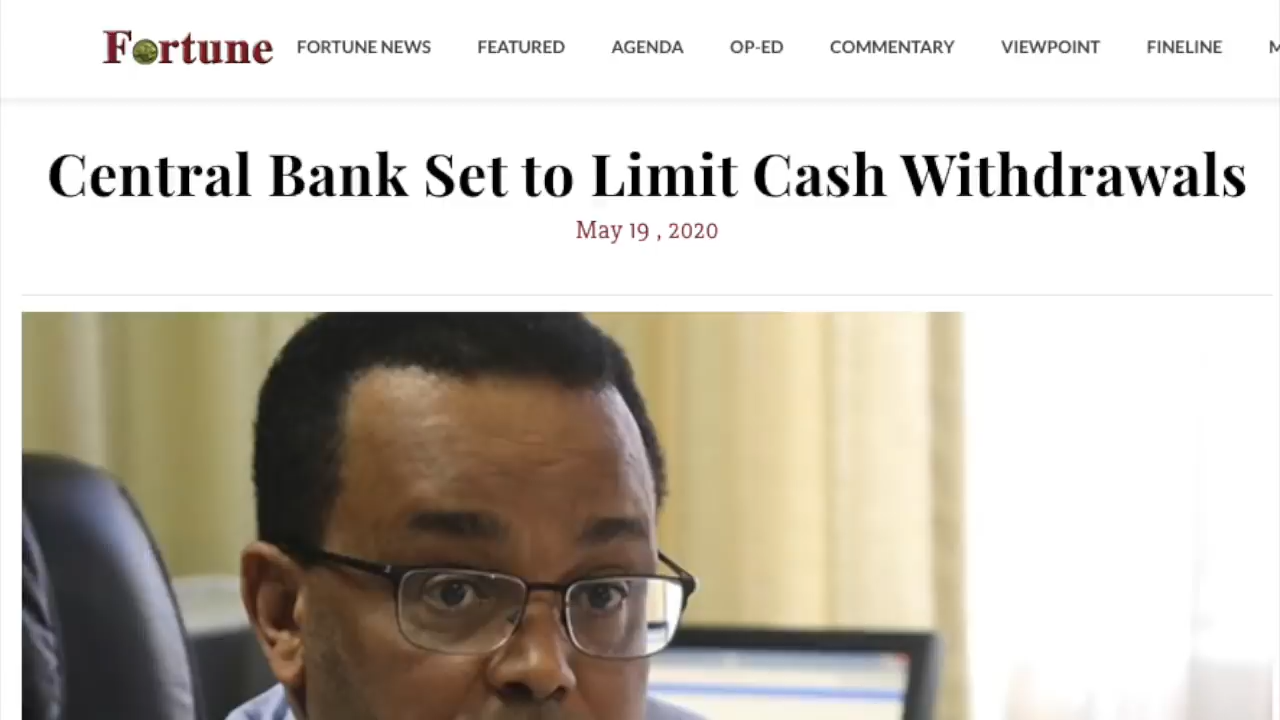 Fortune FORTUNE NEWS FEATURED AGENDA OP-ED COMMENTARY VIEWPOINT FINELINE
Central Bank Set to Limit Cash Withdrawals
May 19 , 2020